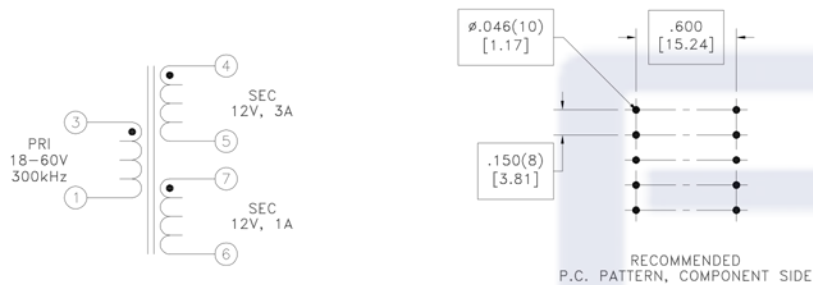 4
SEC
12V, 3A
5
3
PRI
18-60V
300kHz
1
7
SEC
12V, 1A
6
ø.046(10)
[1.17]
.600
[15.24]
.150(8)
[3.81]
RECOMMENDED
P.C. PATTERN, COMPONENT SIDE